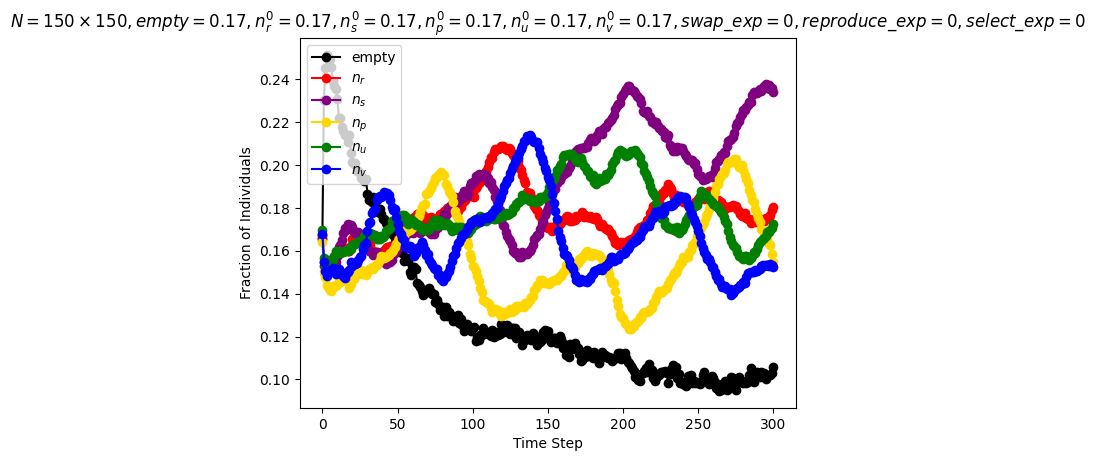 N = 150 × 150, empty = 0.17, n_r^0 = 0.17, n_s^0 = 0.17, n_p^0 = 0.17, n_u^0 = 0.17, n_v^0 = 0.17, swap_exp = 0, reproduce_exp = 0, select_exp = 0
empty
n_r
n_s
n_p
n_u
n_v
0.24
0.22
0.20
0.18
0.16
0.14
0.12
0.10
Fraction of Individuals
0 50 100 150 200 250 300
Time Step